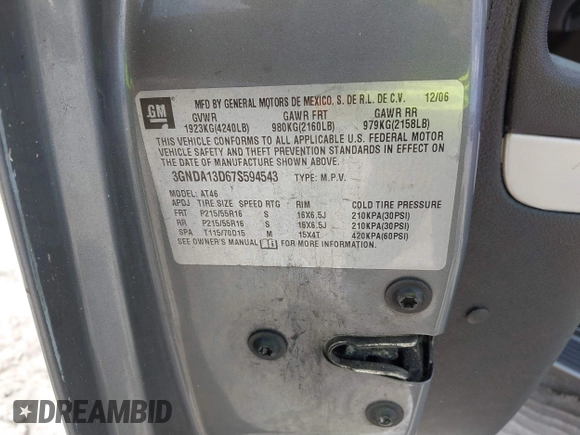 GM
MFD BY GENERAL MOTORS DE MEXICO, S. DE R.L. DE C.V. 12/06
GVWR GAWR FRT GAWR RR
1923KG(4240LB) 980KG(2160LB) 979KG(2158LB)
THIS VEHICLE CONFORMS TO ALL APPLICABLE U.S. FEDERAL MOTOR
VEHICLE SAFETY AND THEFT PREVENTION STANDARDS IN EFFECT ON
THE DATE OF MANUFACTURE SHOWN ABOVE.
3GNDA13D67S594543 TYPE: M.P.V.
MODEL: AT46
APDJ TIRE SIZE SPEED RTG RIM COLD TIRE PRESSURE
FRT P215/55R16 S 16X6.5J 210KPA(30PSI)
RR P215/55R16 S 16X6.5J 210KPA(30PSI)
SPA T115/70D15 M 15X4T 420KPA(60PSI)
SEE OWNER'S MANUAL FOR MORE INFORMATION.
DREAMBID